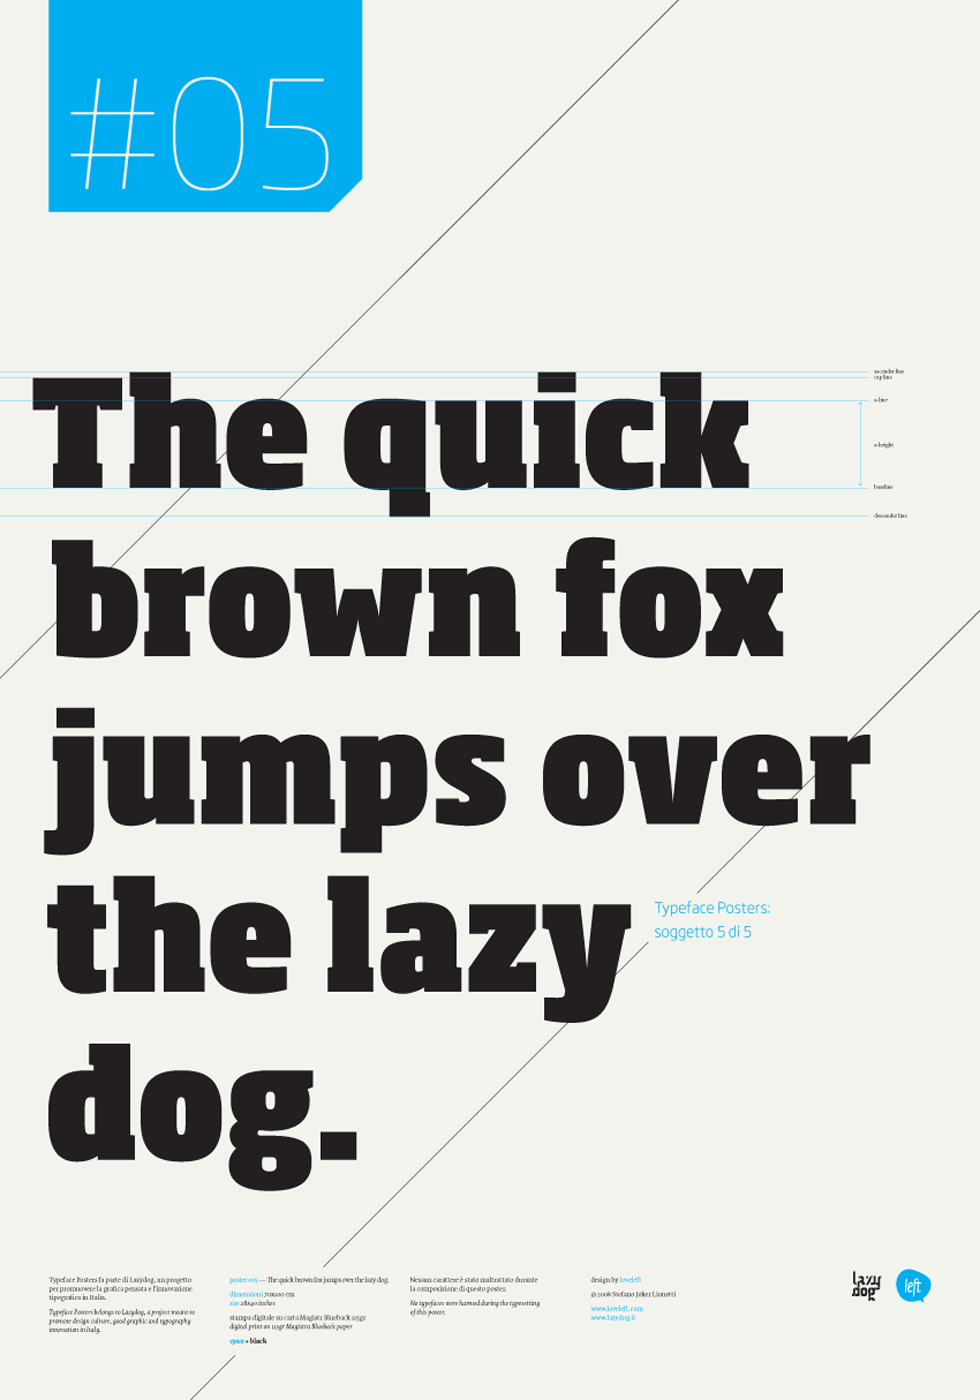 #05
ascender line
cap line
x-line
x-height
baseline
descender line
The quick
brown fox
jumps over
the lazy
dog.
Typeface Posters:
soggetto 5 di 5
Typeface Posters fa parte di Lazydog, un progetto
per promuovere la grafica pensata e l'innovazione
tipografica in Italia.
Typeface Posters belongs to Lazydog, a project meant to
promote design culture, good graphic and typography
innovation in Italy.
poster #05 — The quick brown fox jumps over the lazy dog.
dimensioni 70x100 cm
size 28x40 inches
stampa digitale su carta Magistra Blueback 115gr
digital print on 115gr Magistra Blueback paper
cyan + black
Nessun carattere è stato maltrattato durante
la composizione di questo poster.
No typefaces were harmed during the typesetting
of this poster.
design by loveleft
© 2008 Stefano Joker Lionetti
www.loveleft.com
www.lazydog.it
lazy
dog
left